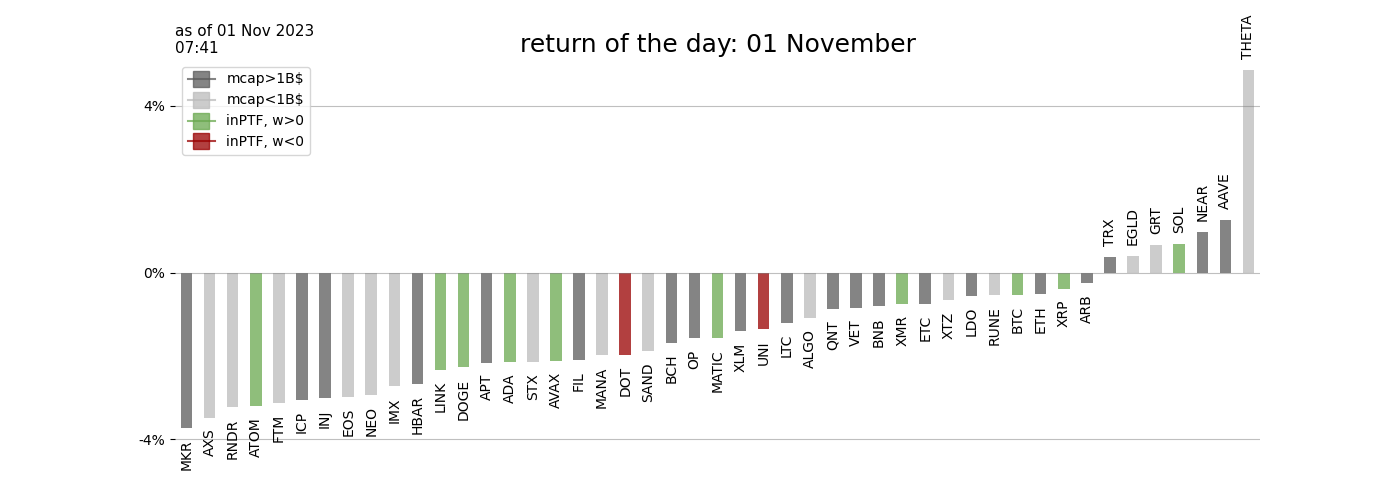 as of 01 Nov 2023
07:41
return of the day: 01 November
mcap>1B$
mcap<1B$
inPTF, w>0
inPTF, w<0
4%
0%
-4%
MKR
AXS
RNDR
ATOM
FTM
ICP
INJ
EOS
NEO
IMX
HBAR
LINK
DOGE
APT
ADA
STX
AVAX
FIL
MANA
DOT
SAND
BCH
OP
MATIC
XLM
UNI
LTC
ALGO
QNT
VET
BNB
XMR
ETC
XTZ
LDO
RUNE
BTC
ETH
XRP
ARB
TRX
EGLD
GRT
SOL
NEAR
AAVE
THETA